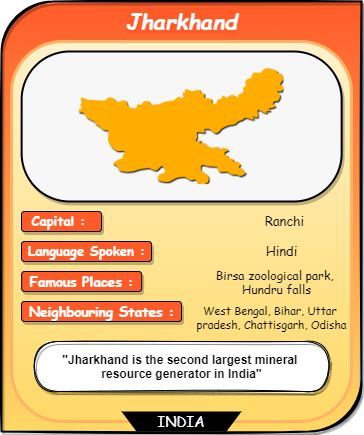 Jharkhand
Capital : Ranchi
Language Spoken : Hindi
Famous Places : Birsa zoological park,
Hundru falls
Neighbouring States : West Bengal, Bihar, Uttar
pradesh, Chattisgarh, Odisha
"Jharkhand is the second largest mineral
resource generator in India"
INDIA